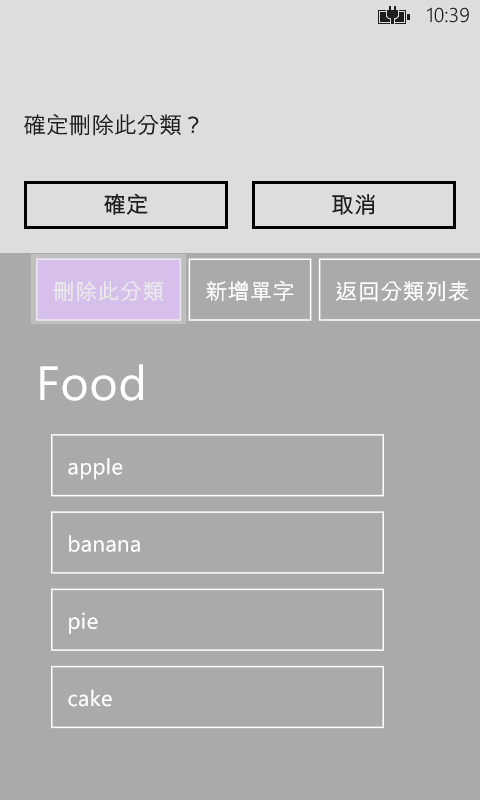 10:39
確定刪除此分類？
確定 取消
刪除此分類 新增單字 返回分類列表
Food
apple
banana
pie
cake